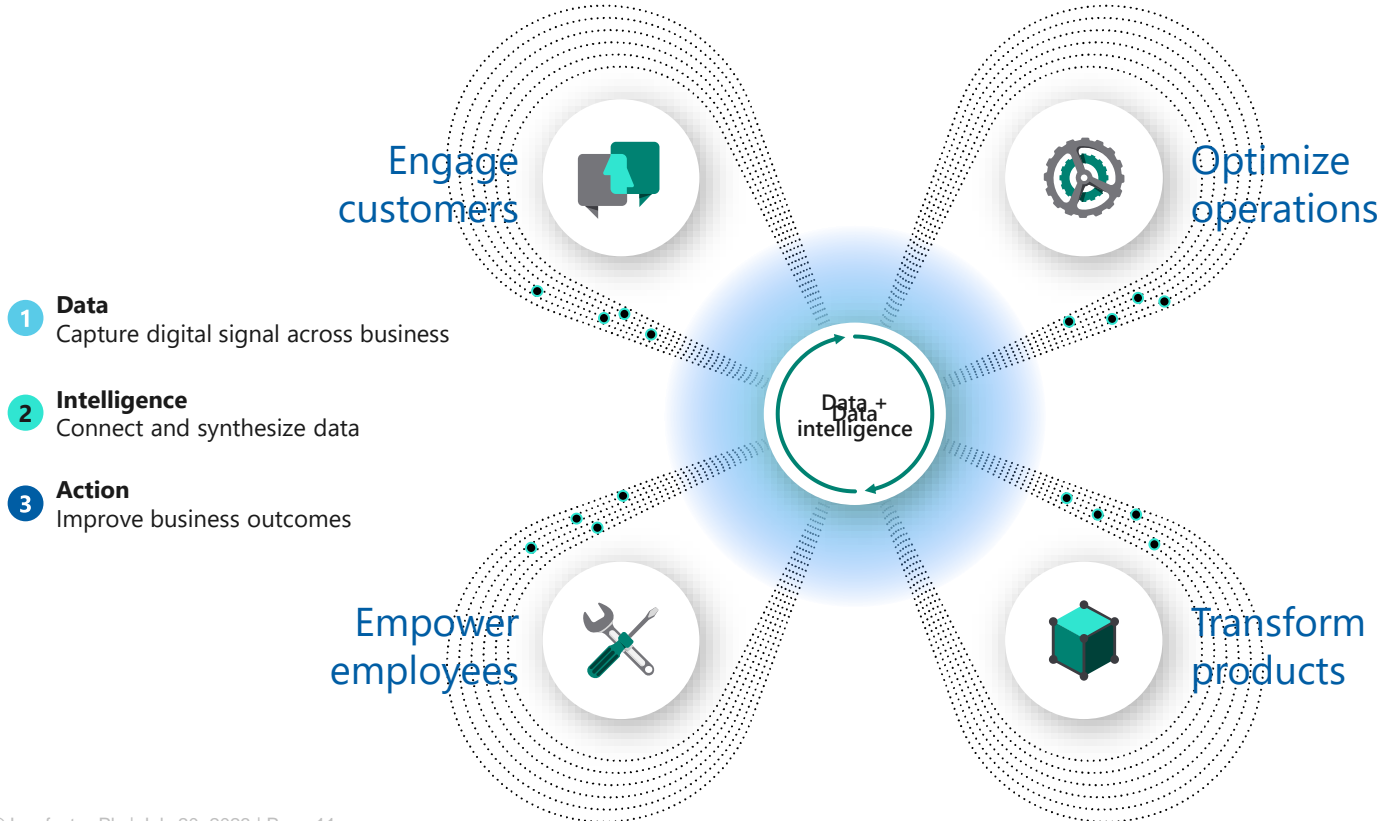 Engage
customers
Optimize
operations
1
Data
Capture digital signal across business
2
Intelligence
Connect and synthesize data
3
Action
Improve business outcomes
Data +
Data
intelligence
Empower
employees
Transform
products